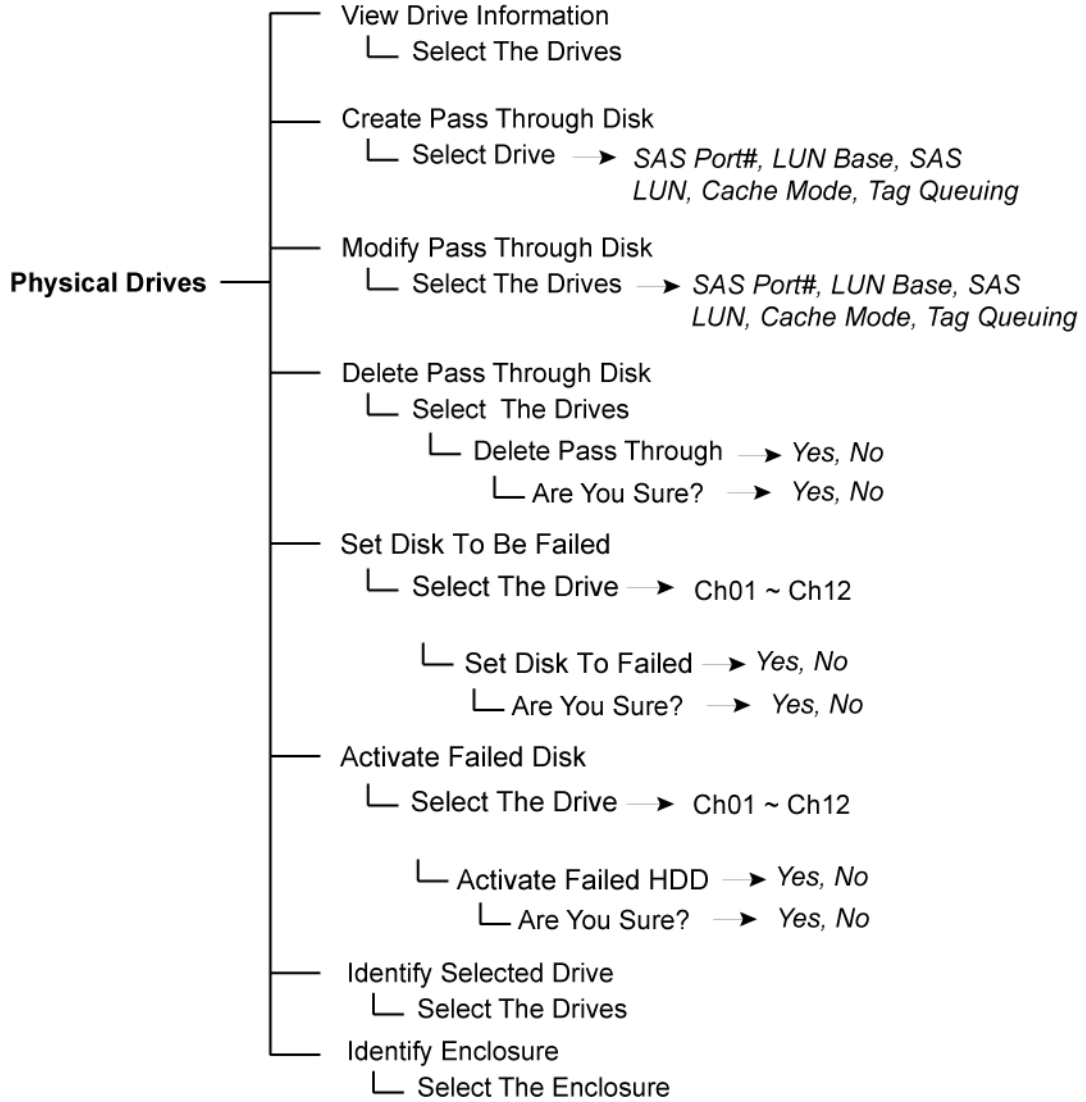 View Drive Information
Select The Drives
Create Pass Through Disk
Select Drive SAS Port#, LUN Base, SAS
LUN, Cache Mode, Tag Queuing
Modify Pass Through Disk
Physical Drives Select The Drives SAS Port#, LUN Base, SAS
LUN, Cache Mode, Tag Queuing
Delete Pass Through Disk
Select The Drives
Delete Pass Through Yes, No
Are You Sure? Yes, No
Set Disk To Be Failed
Select The Drive Ch01 ~ Ch12
Set Disk To Failed Yes, No
Are You Sure? Yes, No
Activate Failed Disk
Select The Drive Ch01 ~ Ch12
Activate Failed HDD Yes, No
Are You Sure? Yes, No
Identify Selected Drive
Select The Drives
Identify Enclosure
Select The Enclosure